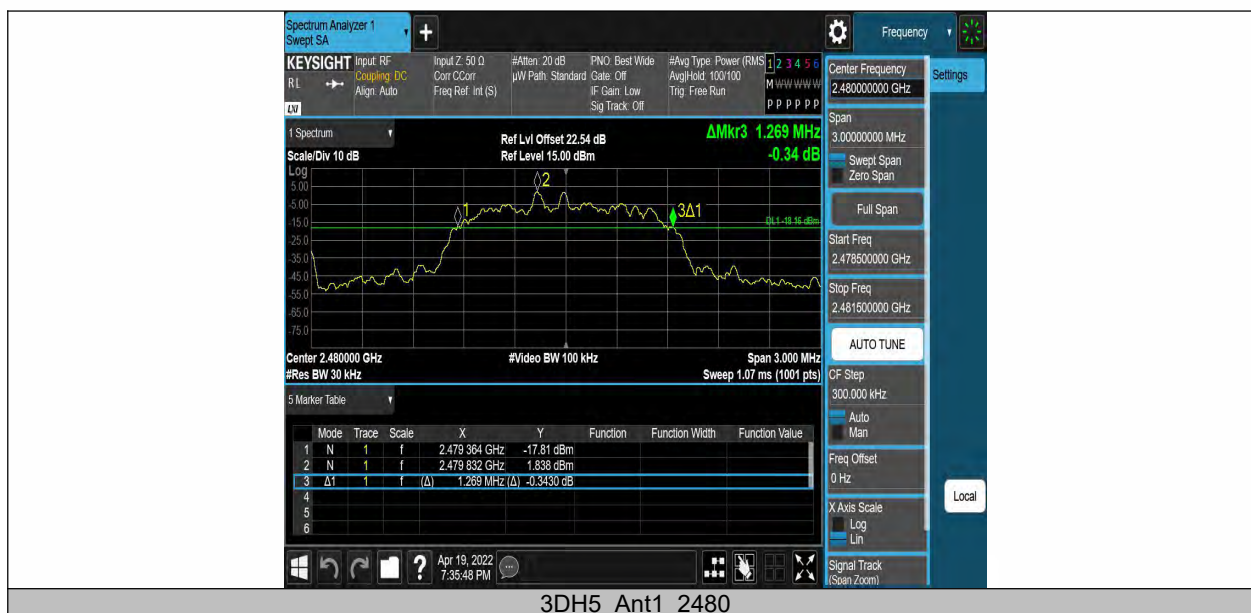 Spectrum Analyzer 1
Swept SA
+
Frequency
KEYSIGHT
RL
LXI
Input: RF
Coupling: DC
Align: Auto
Input Z: 50 Ω
Corr CCorr
Freq Ref: Int (S)
#Atten: 20 dB
µW Path: Standard
PNO: Best Wide
Gate: Off
IF Gain: Low
Sig Track: Off
#Avg Type: Power (RMS
Avg|Hold: 100/100
Trig: Free Run
1 2 3 4 5 6
M W W W W W
P P P P P P
Center Frequency
2.480000000 GHz
Settings
Span
3.00000000 MHz
Swept Span
Zero Span
Full Span
Start Freq
2.478500000 GHz
Stop Freq
2.481500000 GHz
AUTO TUNE
CF Step
300.000 kHz
Auto
Man
Freq Offset
0 Hz
X Axis Scale
Log
Lin
Signal Track
(Span Zoom)
Local
1 Spectrum
Scale/Div 10 dB
Ref Lvl Offset 22.54 dB
Ref Level 15.00 dBm
ΔMkr3 1.269 MHz
-0.34 dB
Log
5.00
-5.00
-15.0
-25.0
-35.0
-45.0
-55.0
-65.0
-75.0
1
2
3Δ1
DL1 -18.16 dBm
Center 2.480000 GHz
#Video BW 100 kHz
Span 3.000 MHz
#Res BW 30 kHz
Sweep 1.07 ms (1001 pts)
5 Marker Table
Mode Trace Scale X Y Function Function Width Function Value
1 N 1 f 2.479 364 GHz -17.81 dBm
2 N 1 f 2.479 832 GHz 1.838 dBm
3 Δ1 1 f (Δ) 1.269 MHz (Δ) -0.3430 dB
4
5
6
?
Apr 19, 2022
7:35:48 PM
3DH5_Ant1_2480